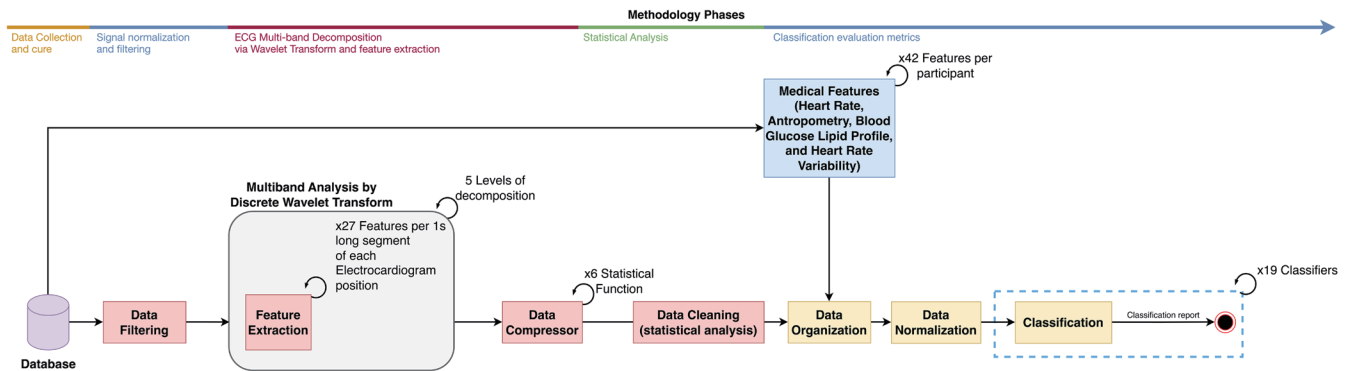 Methodology Phases
Data Collection
and cure
Signal normalization
and filtering
ECG Multi-band Decomposition
via Wavelet Transform and feature extraction
Statistical Analysis
Classification evaluation metrics
x42 Features per
participant
Medical Features
(Heart Rate,
Antropometry, Blood
Glucose Lipid Profile,
and Heart Rate
Variability)
Multiband Analysis by
Discrete Wavelet Transform
5 Levels of
decomposition
x27 Features per 1s
long segment
of each
Electrocardiogram
position
x6 Statistical
Function
x19 Classifiers
Database
Data
Filtering
Feature
Extraction
Data
Compressor
Data Cleaning
(statistical analysis)
Data
Organization
Data
Normalization
Classification
Classification report